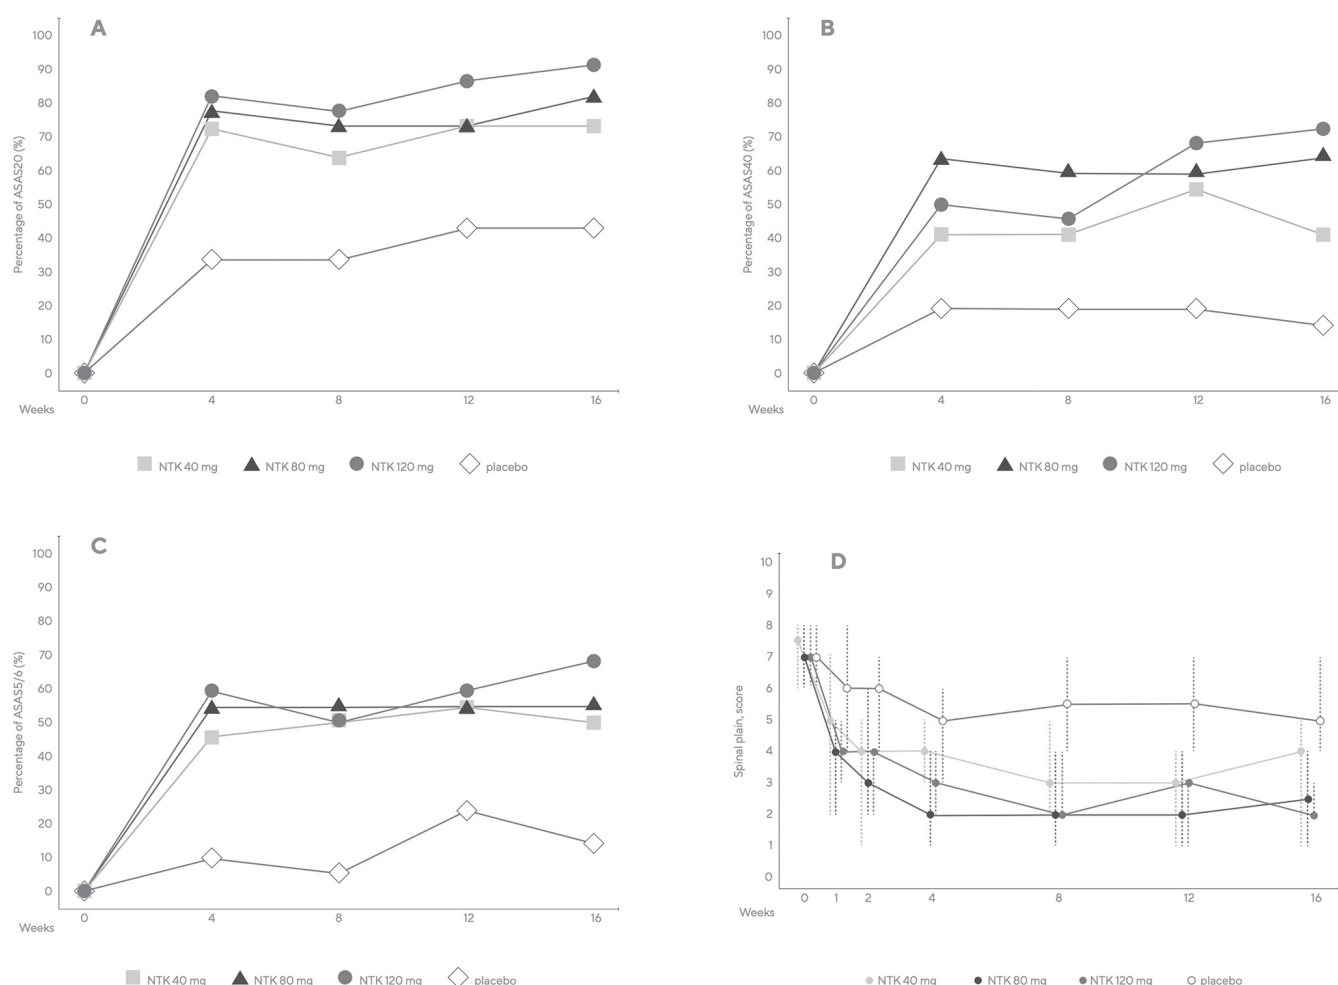 A
Percentage of ASAS20 (%)
100
90
80
70
60
50
40
30
20
10
0
0 4 8 12 16
Weeks
NTK 40 mg NTK 80 mg NTK 120 mg placebo
B
Percentage of ASAS40 (%)
100
90
80
70
60
50
40
30
20
10
0
0 4 8 12 16
Weeks
NTK 40 mg NTK 80 mg NTK 120 mg placebo
C
Percentage of ASAS5/6 (%)
100
90
80
70
60
50
40
30
20
10
0
0 4 8 12 16
Weeks
NTK 40 mg NTK 80 mg NTK 120 mg placebo
D
Spinal plain, score
10
9
8
7
6
5
4
3
2
1
0
0 1 2 4 8 12 16
Weeks
NTK 40 mg NTK 80 mg NTK 120 mg placebo